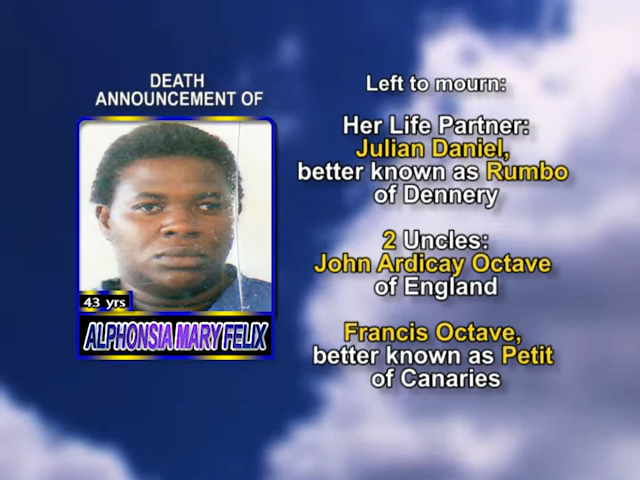 DEATH
ANNOUNCEMENT OF
43 yrs
ALPHONSIA MARY FELIX
Left to mourn:
Her Life Partner:
Julian Daniel,
better known as Rumbo
of Dennery
2 Uncles:
John Ardicay Octave
of England
Francis Octave,
better known as Petit
of Canaries